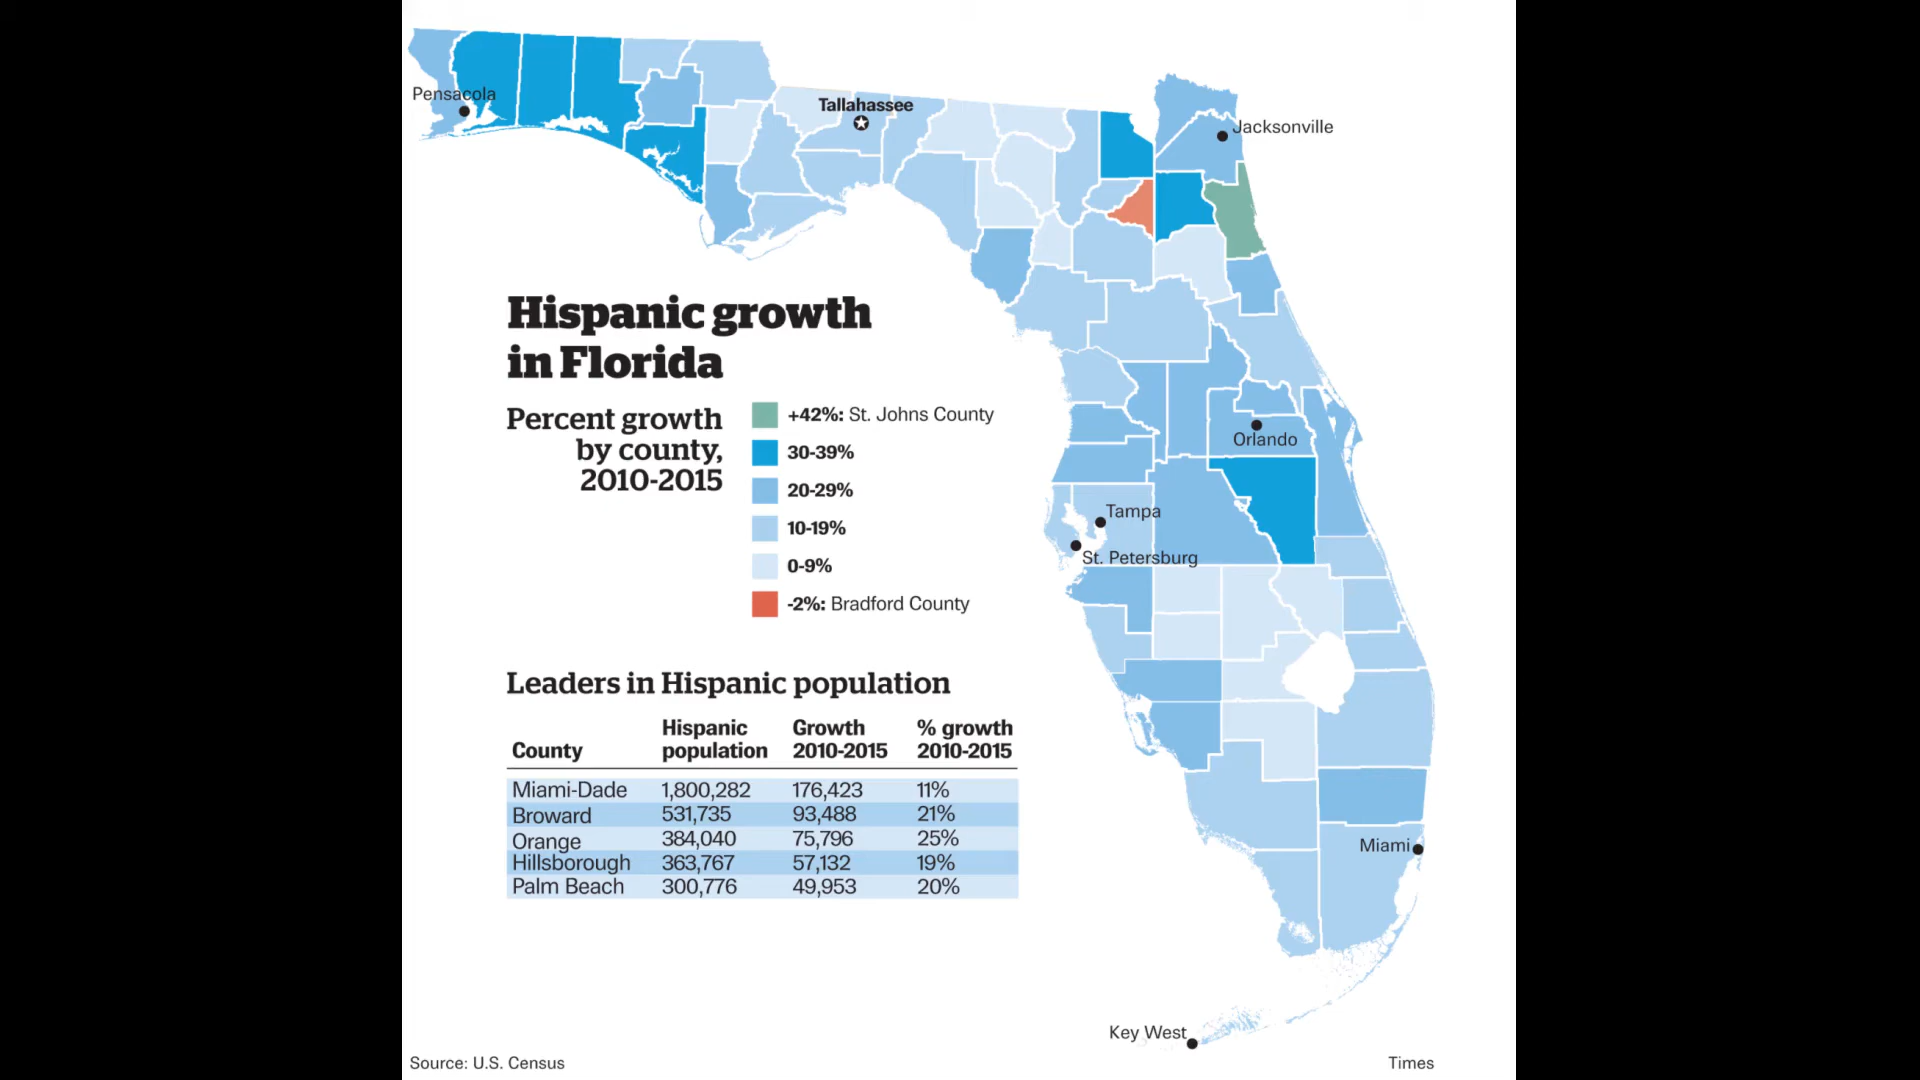 Pensacola
Tallahassee
Jacksonville
Hispanic growth
in Florida
Percent growth
by county,
2010-2015
+42%: St. Johns County
30-39%
20-29%
10-19%
0-9%
-2%: Bradford County
Orlando
Tampa
St. Petersburg
Leaders in Hispanic population
County Hispanic population Growth 2010-2015 % growth 2010-2015
Miami-Dade 1,800,282 176,423 11%
Broward 531,735 93,488 21%
Orange 384,040 75,796 25%
Hillsborough 363,767 57,132 19%
Palm Beach 300,776 49,953 20%
Miami
Key West
Source: U.S. Census
Times